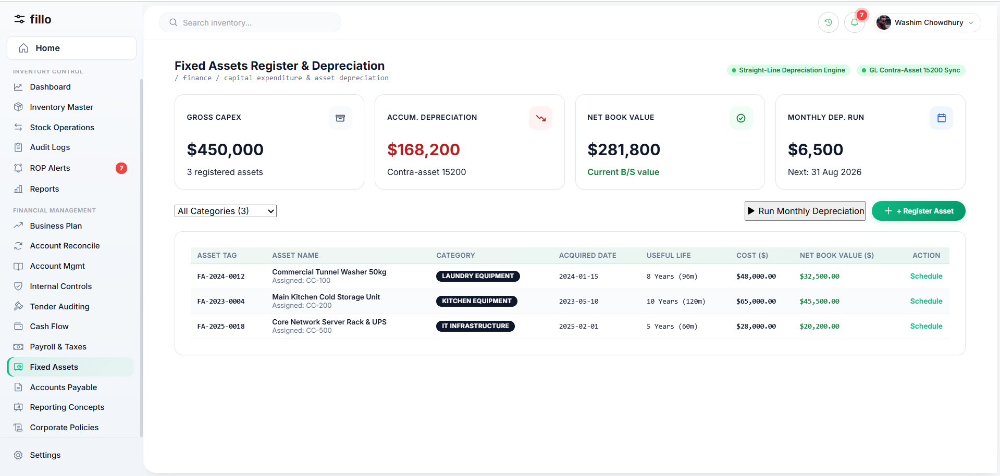 fillo
Home
INVENTORY CONTROL
Dashboard
Inventory Master
Stock Operations
Audit Logs
ROP Alerts 7
Reports
FINANCIAL MANAGEMENT
Business Plan
Account Reconcile
Account Mgmt
Internal Controls
Tender Auditing
Cash Flow
Payroll & Taxes
Fixed Assets
Accounts Payable
Reporting Concepts
Corporate Policies
Settings
Search inventory...
7
Washim Chowdhury
Fixed Assets Register & Depreciation
/ finance / capital expenditure & asset depreciation
Straight-Line Depreciation Engine
GL Contra-Asset 15200 Sync
GROSS CAPEX
$450,000
3 registered assets
ACCUM. DEPRECIATION
$168,200
Contra-asset 15200
NET BOOK VALUE
$281,800
Current B/S value
MONTHLY DEP. RUN
$6,500
Next: 31 Aug 2026
All Categories (3)
▶ Run Monthly Depreciation
+ Register Asset
ASSET TAG ASSET NAME CATEGORY ACQUIRED DATE USEFUL LIFE COST ($) NET BOOK VALUE ($) ACTION
FA-2024-0012 Commercial Tunnel Washer 50kg LAUNDRY EQUIPMENT 2024-01-15 8 Years (96m) $48,000.00 $32,500.00 Schedule
Assigned: CC-100
FA-2023-0004 Main Kitchen Cold Storage Unit KITCHEN EQUIPMENT 2023-05-10 10 Years (120m) $65,000.00 $45,500.00 Schedule
Assigned: CC-200
FA-2025-0018 Core Network Server Rack & UPS IT INFRASTRUCTURE 2025-02-01 5 Years (60m) $28,000.00 $20,200.00 Schedule
Assigned: CC-500